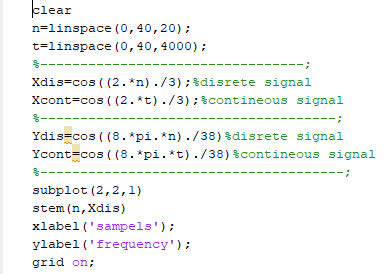 clear
n=linspace(0,40,20);
t=linspace(0,40,4000);
%---------------------------------;
Xdis=cos((2.*n)./3);%disrete signal
Xcont=cos((2.*t)./3);%contineous signal
%-------------------------------------;
Ydis=cos((8.*pi.*n)./38)%disrete signal
Ycont=cos((8.*pi.*t)./38)%contineous signal
%--------------------------------------;
subplot(2,2,1)
stem(n,Xdis)
xlabel('sampels');
ylabel('frequency');
grid on;